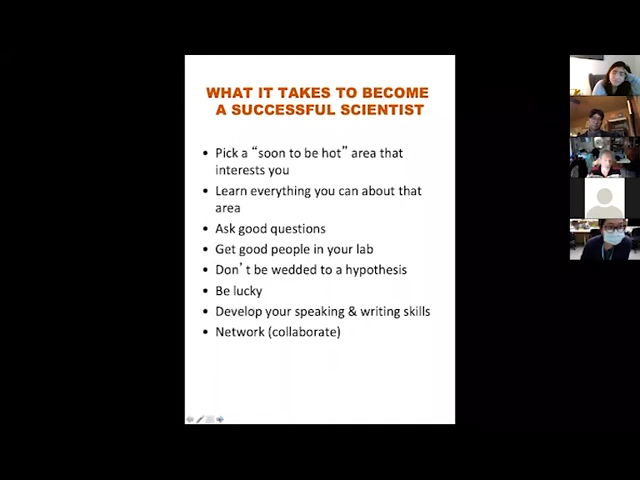 WHAT IT TAKES TO BECOME
A SUCCESSFUL SCIENTIST
• Pick a “soon to be hot” area that
interests you
• Learn everything you can about that
area
• Ask good questions
• Get good people in your lab
• Don’t be wedded to a hypothesis
• Be lucky
• Develop your speaking & writing skills
• Network (collaborate)